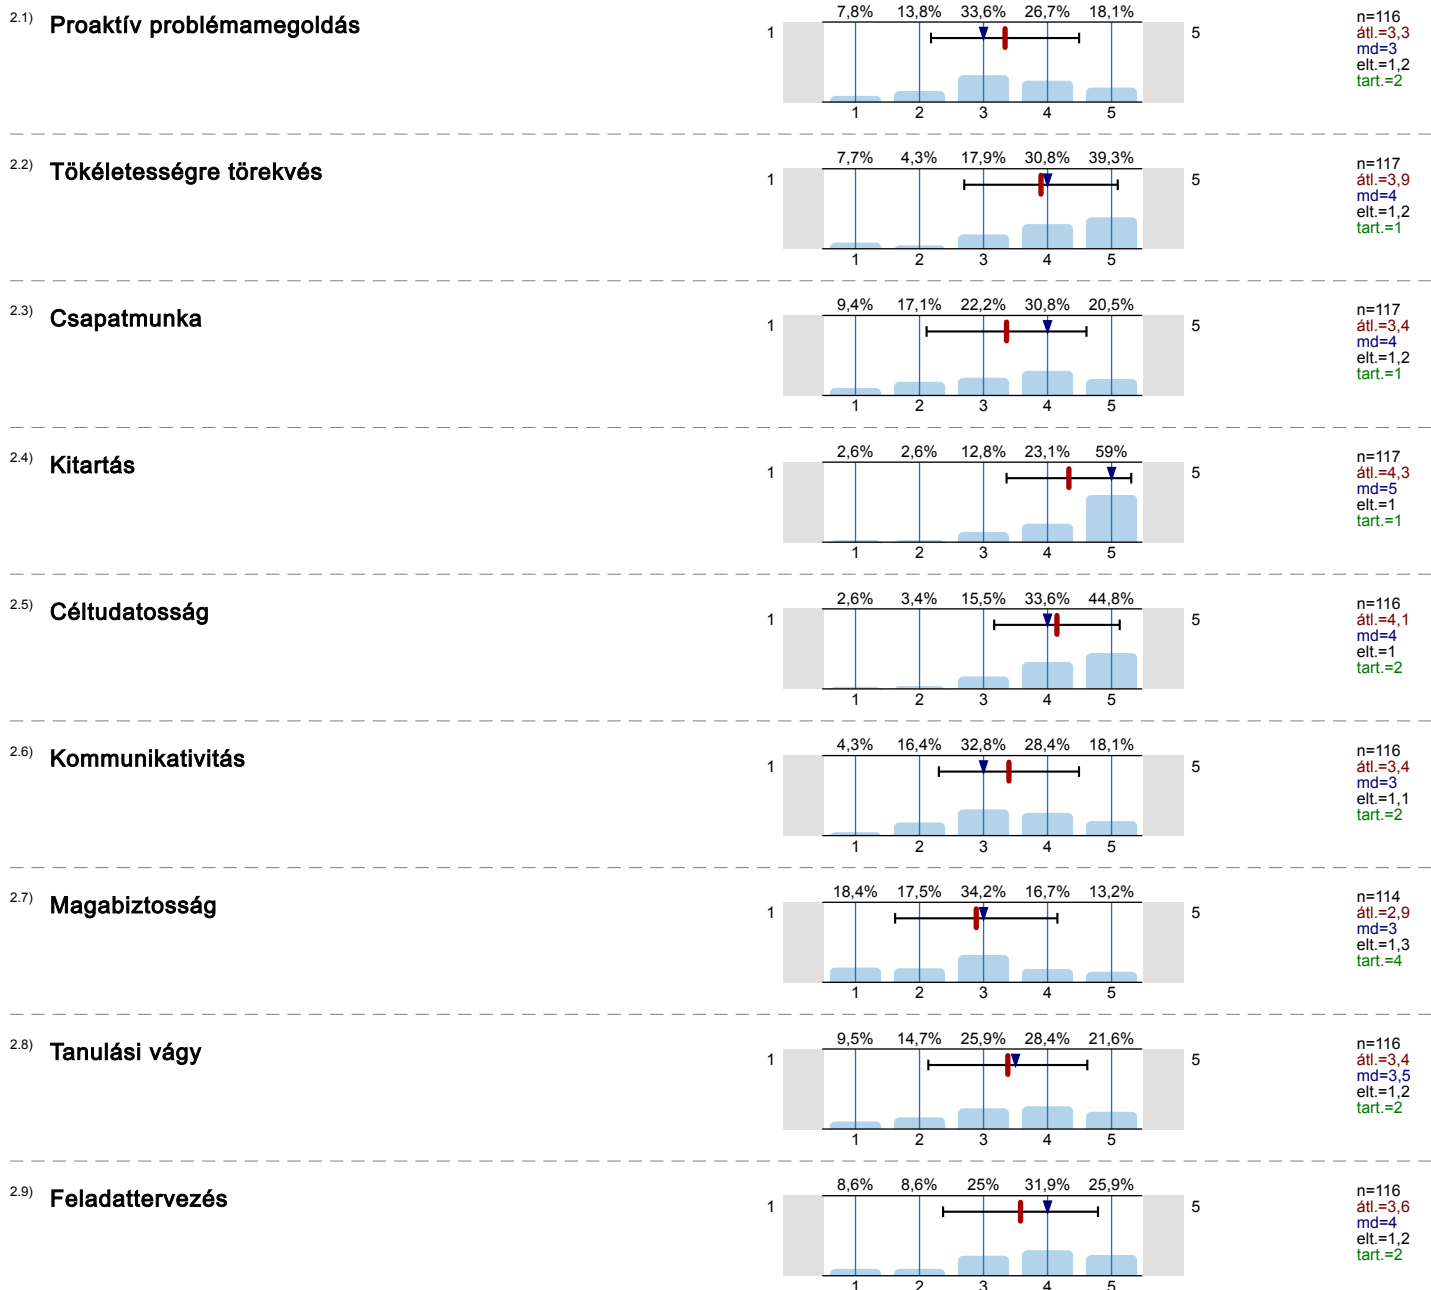 2.1) Proaktív problémamegoldás
7,8% 13,8% 33,6% 26,7% 18,1%
1 5
1 2 3 4 5
n=116
átl.=3,3
md=3
elt.=1,2
tart.=2
2.2) Tökéletességre törekvés
7,7% 4,3% 17,9% 30,8% 39,3%
1 5
1 2 3 4 5
n=117
átl.=3,9
md=4
elt.=1,2
tart.=1
2.3) Csapatmunka
9,4% 17,1% 22,2% 30,8% 20,5%
1 5
1 2 3 4 5
n=117
átl.=3,4
md=4
elt.=1,2
tart.=1
2.4) Kitartás
2,6% 2,6% 12,8% 23,1% 59%
1 5
1 2 3 4 5
n=117
átl.=4,3
md=5
elt.=1
tart.=1
2.5) Céltudatosság
2,6% 3,4% 15,5% 33,6% 44,8%
1 5
1 2 3 4 5
n=116
átl.=4,1
md=4
elt.=1
tart.=2
2.6) Kommunikativitás
4,3% 16,4% 32,8% 28,4% 18,1%
1 5
1 2 3 4 5
n=116
átl.=3,4
md=3
elt.=1,1
tart.=2
2.7) Magabiztosság
18,4% 17,5% 34,2% 16,7% 13,2%
1 5
1 2 3 4 5
n=114
átl.=2,9
md=3
elt.=1,3
tart.=4
2.8) Tanulási vágy
9,5% 14,7% 25,9% 28,4% 21,6%
1 5
1 2 3 4 5
n=116
átl.=3,4
md=3,5
elt.=1,2
tart.=2
2.9) Feladattervezés
8,6% 8,6% 25% 31,9% 25,9%
1 5
1 2 3 4 5
n=116
átl.=3,6
md=4
elt.=1,2
tart.=2